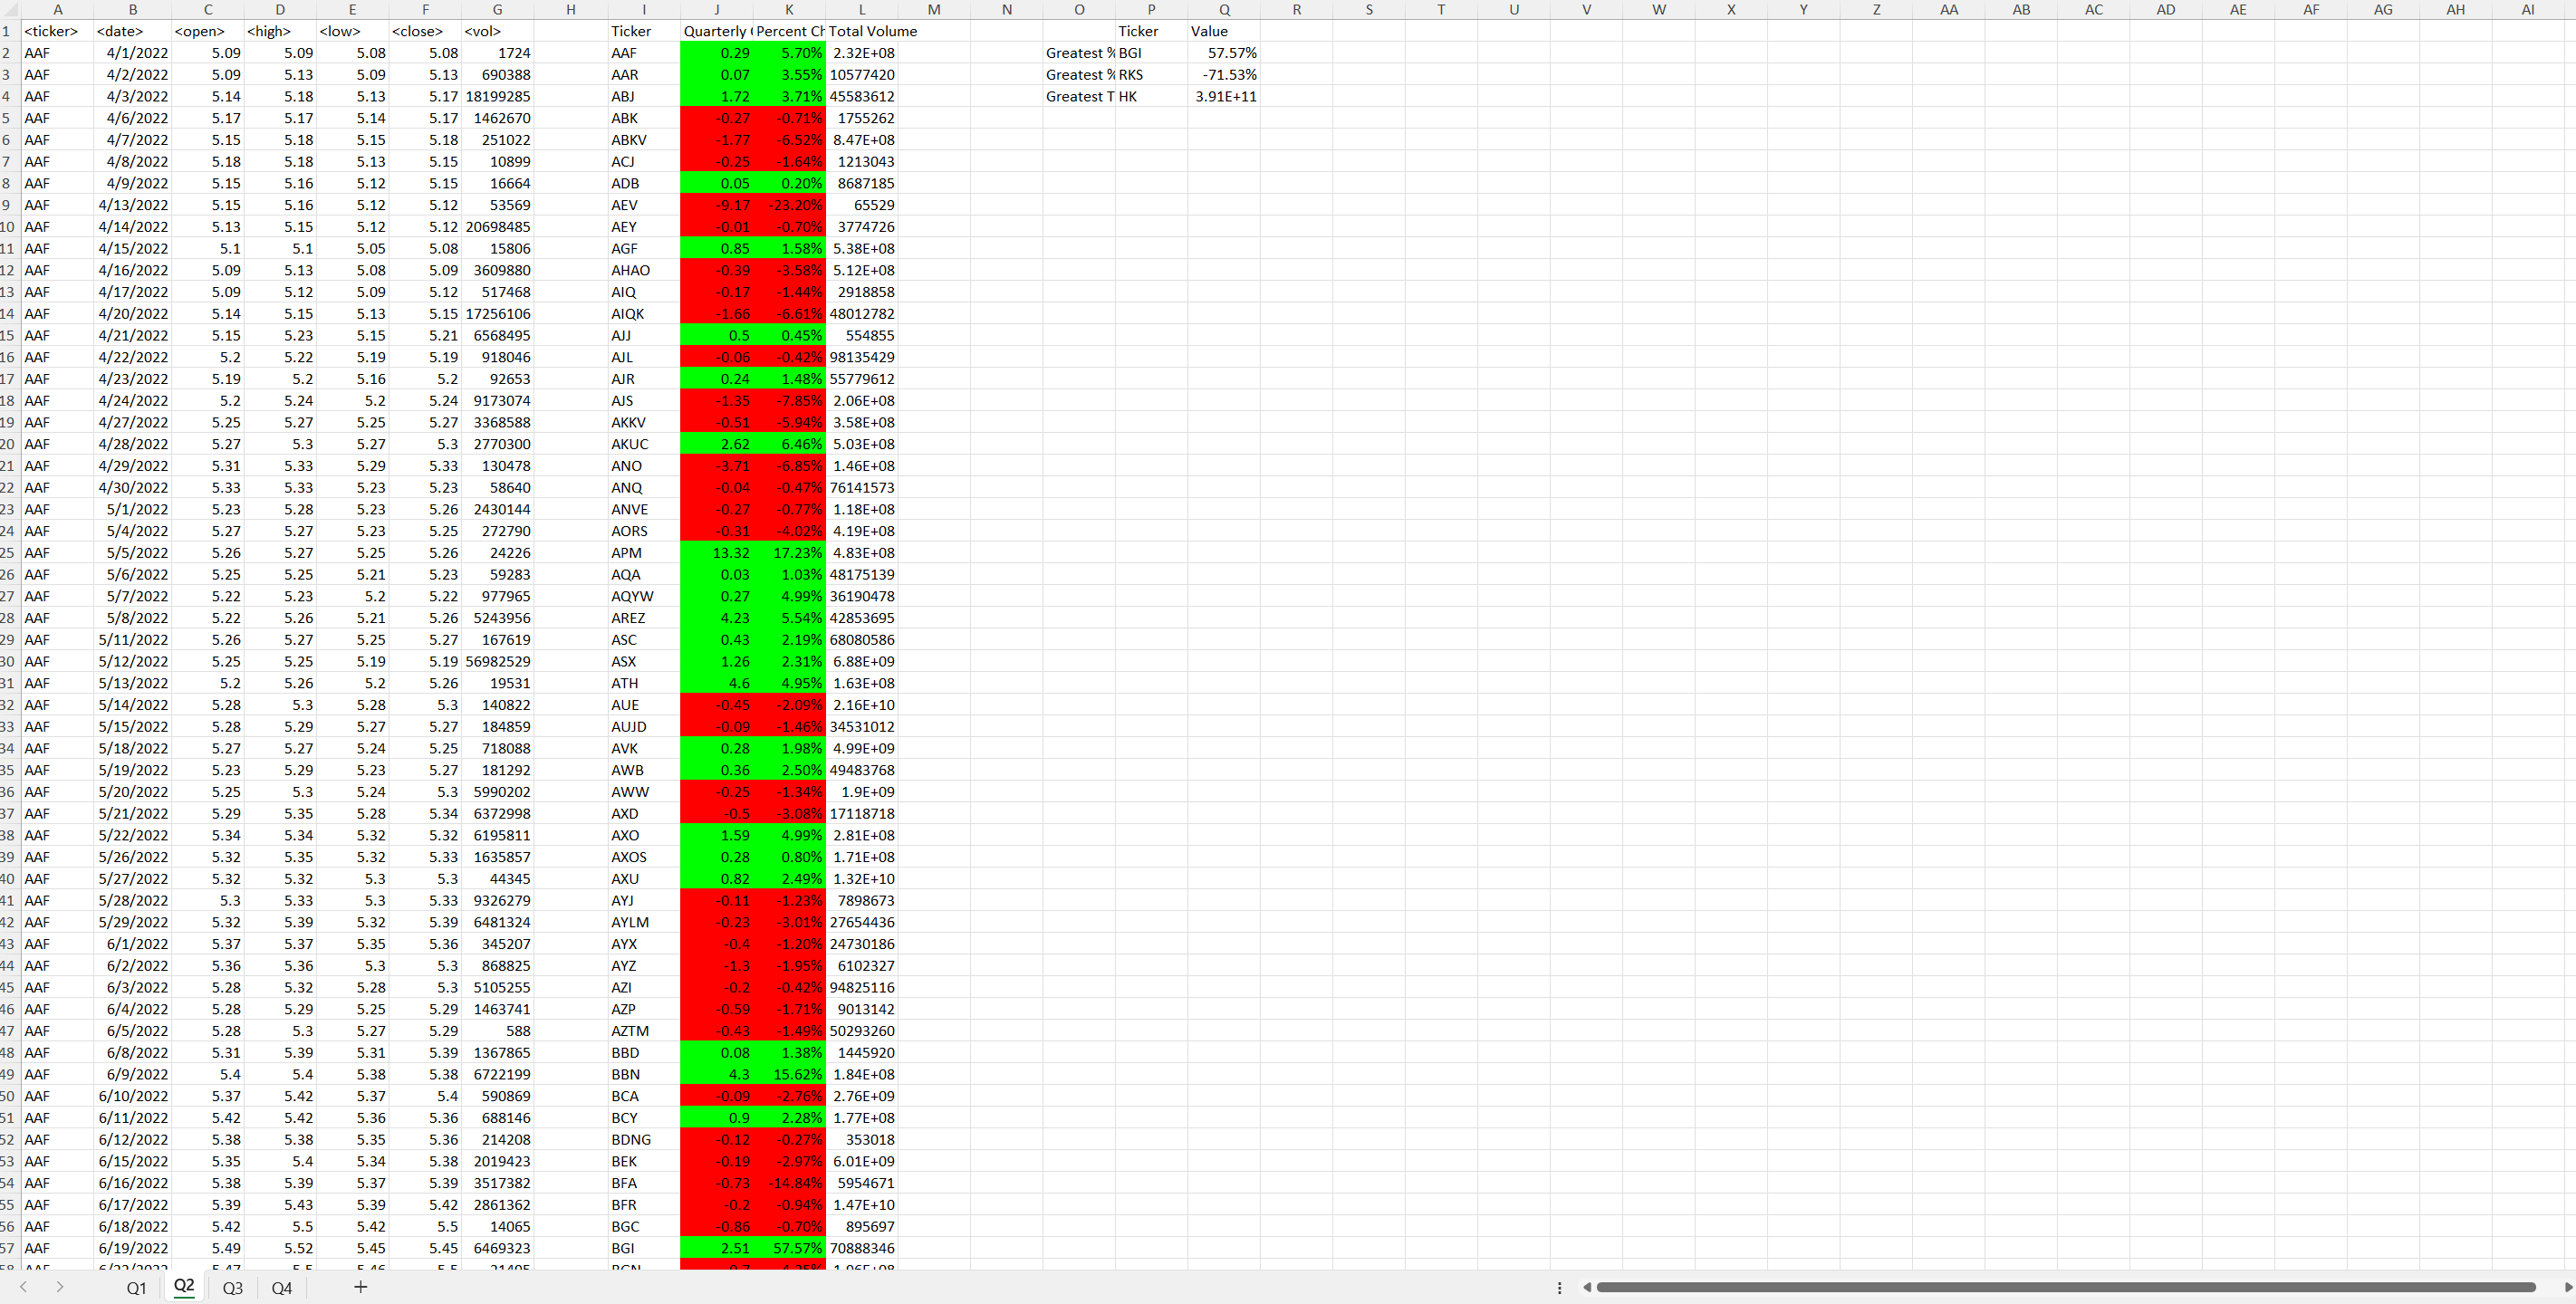 A B C D E F G H I J K L M N O P Q R S T U V W X Y Z AA AB AC AD AE AF AG AH AI
1 <ticker> <date> <open> <high> <low> <close> <vol> Ticker Quarterly Percent Ch Total Volume Ticker Value
2 AAF 4/1/2022 5.09 5.09 5.08 5.08 1724 AAF 0.29 5.70% 2.32E+08 Greatest % BGI 57.57%
3 AAF 4/2/2022 5.09 5.13 5.09 5.13 690388 AAR 0.07 3.55% 10577420 Greatest % RKS -71.53%
4 AAF 4/3/2022 5.14 5.18 5.13 5.17 18199285 ABJ 1.72 3.71% 45583612 Greatest T HK 3.91E+11
5 AAF 4/6/2022 5.17 5.17 5.14 5.17 1462670 ABK -0.27 -0.71% 1755262
6 AAF 4/7/2022 5.15 5.18 5.15 5.18 251022 ABKV -1.77 -6.52% 8.47E+08
7 AAF 4/8/2022 5.18 5.18 5.13 5.15 10899 ACJ -0.25 -1.64% 1213043
8 AAF 4/9/2022 5.15 5.16 5.12 5.15 16664 ADB 0.05 0.20% 8687185
9 AAF 4/13/2022 5.15 5.16 5.12 5.12 53569 AEV -9.17 -23.20% 65529
10 AAF 4/14/2022 5.13 5.15 5.12 5.12 20698485 AEY -0.01 -0.70% 3774726
11 AAF 4/15/2022 5.1 5.1 5.05 5.08 15806 AGF 0.85 1.58% 5.38E+08
12 AAF 4/16/2022 5.09 5.13 5.08 5.09 3609880 AHAO -0.39 -3.58% 5.12E+08
13 AAF 4/17/2022 5.09 5.12 5.09 5.12 517468 AIQ -0.17 -1.44% 2918858
14 AAF 4/20/2022 5.14 5.15 5.13 5.15 17256106 AIQK -1.66 -6.61% 48012782
15 AAF 4/21/2022 5.15 5.23 5.15 5.21 6568495 AJJ 0.5 0.45% 554855
16 AAF 4/22/2022 5.2 5.22 5.19 5.19 918046 AJL -0.06 -0.42% 98135429
17 AAF 4/23/2022 5.19 5.2 5.16 5.2 92653 AJR 0.24 1.48% 55779612
18 AAF 4/24/2022 5.2 5.24 5.2 5.24 9173074 AJS -1.35 -7.85% 2.06E+08
19 AAF 4/27/2022 5.25 5.27 5.25 5.27 3368588 AKKV -0.51 -5.94% 3.58E+08
20 AAF 4/28/2022 5.27 5.3 5.27 5.3 2770300 AKUC 2.62 6.46% 5.03E+08
21 AAF 4/29/2022 5.31 5.33 5.29 5.33 130478 ANO -3.71 -6.85% 1.46E+08
22 AAF 4/30/2022 5.33 5.33 5.23 5.23 58640 ANQ -0.04 -0.47% 76141573
23 AAF 5/1/2022 5.23 5.28 5.23 5.26 2430144 ANVE -0.27 -0.77% 1.18E+08
24 AAF 5/4/2022 5.27 5.27 5.23 5.25 272790 AORS -0.31 -4.02% 4.19E+08
25 AAF 5/5/2022 5.26 5.27 5.25 5.26 24226 APM 13.32 17.23% 4.83E+08
26 AAF 5/6/2022 5.25 5.25 5.21 5.23 59283 AQA 0.03 1.03% 48175139
27 AAF 5/7/2022 5.22 5.23 5.2 5.22 977965 AQYW 0.27 4.99% 36190478
28 AAF 5/8/2022 5.22 5.26 5.21 5.26 5243956 AREZ 4.23 5.54% 42853695
29 AAF 5/11/2022 5.26 5.27 5.25 5.27 167619 ASC 0.43 2.19% 68080586
30 AAF 5/12/2022 5.25 5.25 5.19 5.19 56982529 ASX 1.26 2.31% 6.88E+09
31 AAF 5/13/2022 5.2 5.26 5.2 5.26 19531 ATH 4.6 4.95% 1.63E+08
32 AAF 5/14/2022 5.28 5.3 5.28 5.3 140822 AUE -0.45 -2.09% 2.16E+10
33 AAF 5/15/2022 5.28 5.29 5.27 5.27 184859 AUJD -0.09 -1.46% 34531012
34 AAF 5/18/2022 5.27 5.27 5.24 5.25 718088 AVK 0.28 1.98% 4.99E+09
35 AAF 5/19/2022 5.23 5.29 5.23 5.27 181292 AWB 0.36 2.50% 49483768
36 AAF 5/20/2022 5.25 5.3 5.24 5.3 5990202 AWW -0.25 -1.34% 1.9E+09
37 AAF 5/21/2022 5.29 5.35 5.28 5.34 6372998 AXD -0.5 -3.08% 17118718
38 AAF 5/22/2022 5.34 5.34 5.32 5.32 6195811 AXO 1.59 4.99% 2.81E+08
39 AAF 5/26/2022 5.32 5.35 5.32 5.33 1635857 AXOS 0.28 0.80% 1.71E+08
40 AAF 5/27/2022 5.32 5.32 5.3 5.3 44345 AXU 0.82 2.49% 1.32E+10
41 AAF 5/28/2022 5.3 5.33 5.3 5.33 9326279 AYJ -0.11 -1.23% 7898673
42 AAF 5/29/2022 5.32 5.39 5.32 5.39 6481324 AYLM -0.23 -3.01% 27654436
43 AAF 6/1/2022 5.37 5.37 5.35 5.36 345207 AYX -0.4 -1.20% 24730186
44 AAF 6/2/2022 5.36 5.36 5.3 5.3 868825 AYZ -1.3 -1.95% 6102327
45 AAF 6/3/2022 5.28 5.32 5.28 5.3 5105255 AZI -0.2 -0.42% 94825116
46 AAF 6/4/2022 5.28 5.29 5.25 5.29 1463741 AZP -0.59 -1.71% 9013142
47 AAF 6/5/2022 5.28 5.3 5.27 5.29 588 AZTM -0.43 -1.49% 50293260
48 AAF 6/8/2022 5.31 5.39 5.31 5.39 1367865 BBD 0.08 1.38% 1445920
49 AAF 6/9/2022 5.4 5.4 5.38 5.38 6722199 BBN 4.3 15.62% 1.84E+08
50 AAF 6/10/2022 5.37 5.42 5.37 5.4 590869 BCA -0.09 -2.76% 2.76E+09
51 AAF 6/11/2022 5.42 5.42 5.36 5.36 688146 BCY 0.9 2.28% 1.77E+08
52 AAF 6/12/2022 5.38 5.38 5.35 5.36 214208 BDNG -0.12 -0.27% 353018
53 AAF 6/15/2022 5.35 5.4 5.34 5.38 2019423 BEK -0.19 -2.97% 6.01E+09
54 AAF 6/16/2022 5.38 5.39 5.37 5.39 3517382 BFA -0.73 -14.84% 5954671
55 AAF 6/17/2022 5.39 5.43 5.39 5.42 2861362 BFR -0.2 -0.94% 1.47E+10
56 AAF 6/18/2022 5.42 5.5 5.42 5.5 14065 BGC -0.86 -0.70% 895697
57 AAF 6/19/2022 5.49 5.52 5.45 5.45 6469323 BGI 2.51 57.57% 70888346
Q1 Q2 Q3 Q4 +